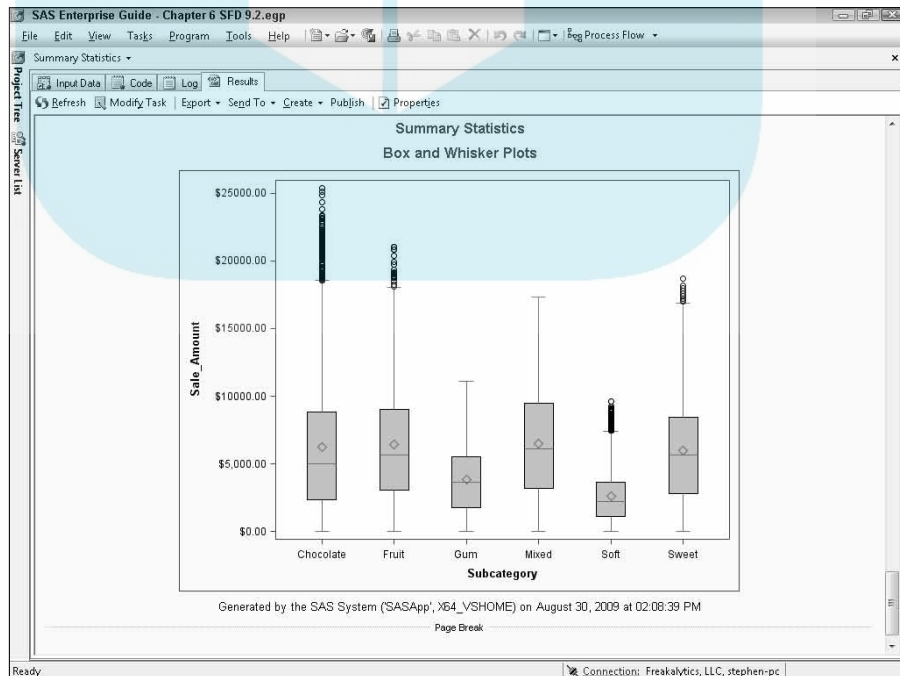 SAS Enterprise Guide - Chapter 6 SFD 9.2.egp
File Edit View Tasks Program Tools Help Process Flow
Summary Statistics
Project Tree
Server List
Input Data Code Log Results
Refresh Modify Task Export Send To Create Publish Properties
Summary Statistics
Box and Whisker Plots
Sale_Amount
$25000.00
$20000.00
$15000.00
$10000.00
$5,000.00
$0.00
Chocolate Fruit Gum Mixed Soft Sweet
Subcategory
Generated by the SAS System ('SASApp', X64_VSHOME) on August 30, 2009 at 02:08:39 PM
Page Break
Ready Connection: Freakalytics, LLC, stephen-pc